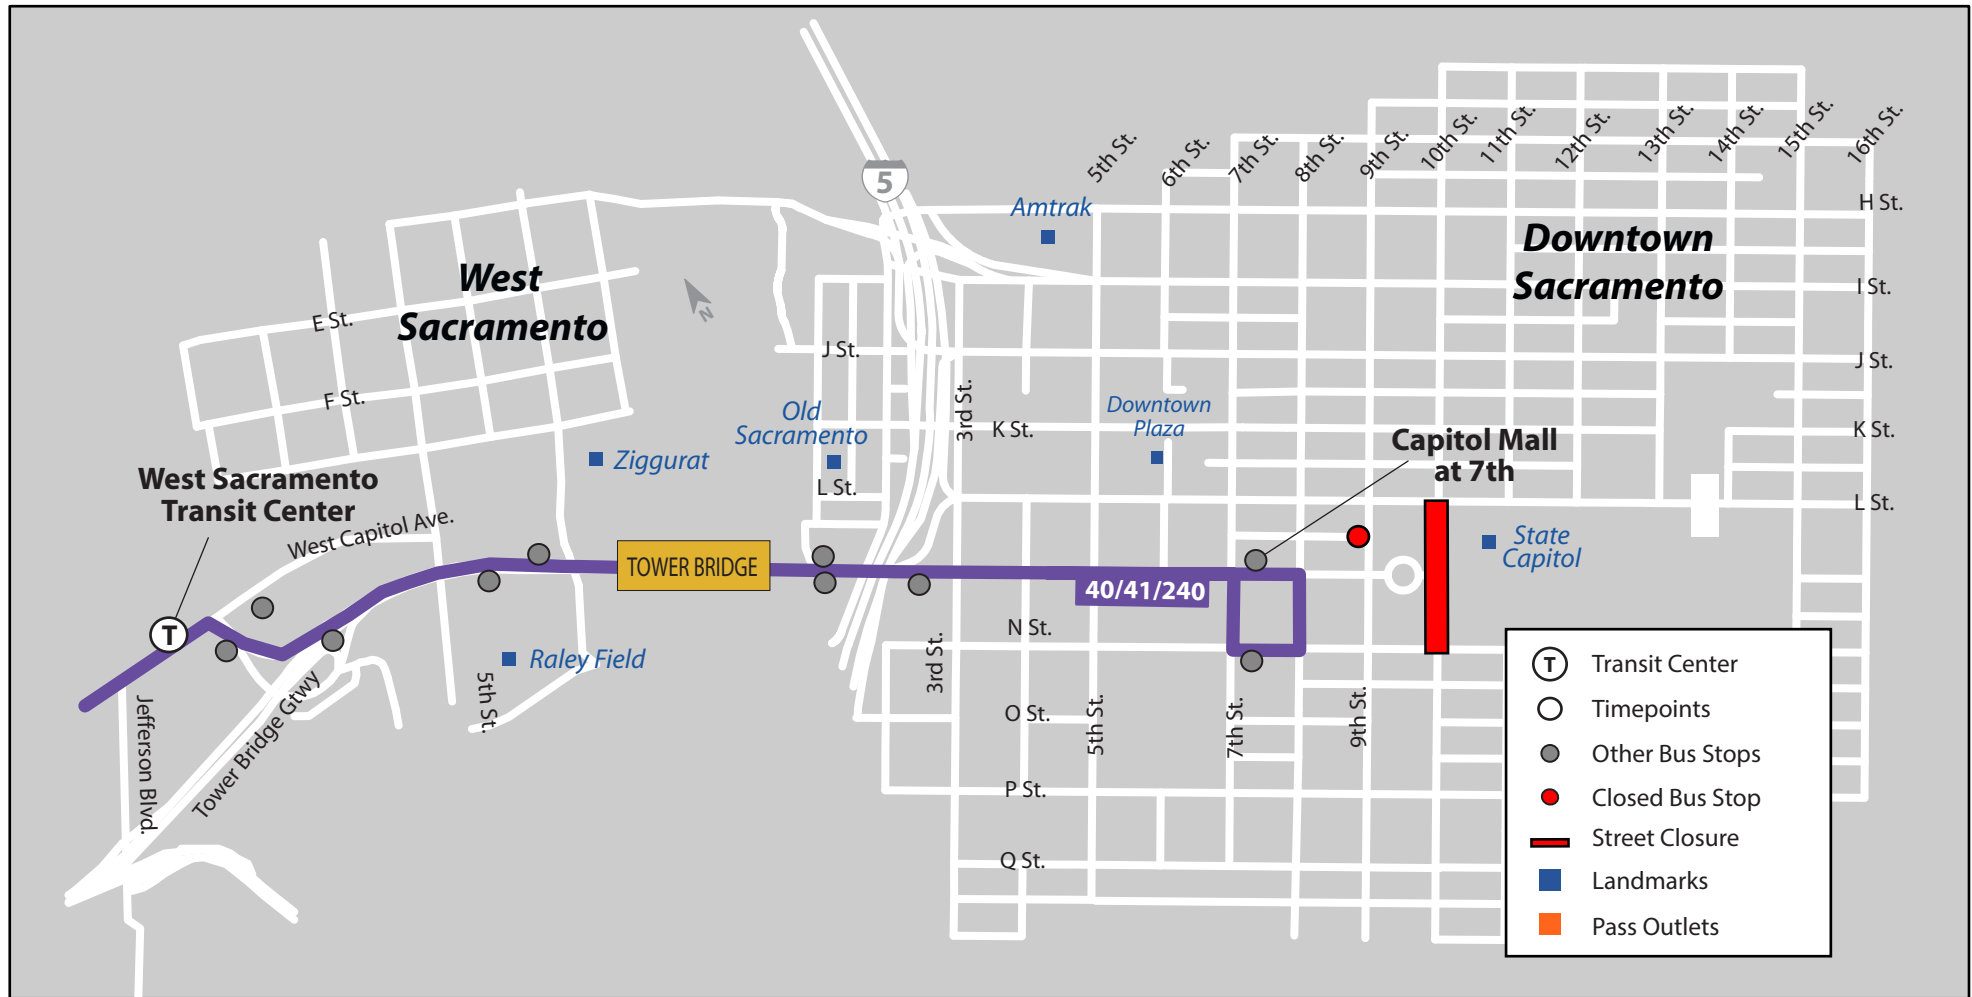 5th St.
6th St.
7th St.
8th St.
9th St.
10th St.
11th St.
12th St.
13th St.
14th St.
15th St.
16th St.
5
Amtrak
H St.
Downtown
Sacramento
West
Sacramento
N
I St.
E St.
J St.
J St.
F St.
3rd St.
Old
Sacramento
Downtown
Plaza
K St.
K St.
Capitol Mall
at 7th
Ziggurat
West Sacramento
Transit Center
L St.
L St.
West Capitol Ave.
State
Capitol
TOWER BRIDGE
40/41/240
T
N St.
Raley Field
3rd St.
5th St.
Jefferson Blvd.
Tower Bridge Gtwy
O St.
5th St.
7th St.
9th St.
P St.
Q St.
T Transit Center
Timepoints
Other Bus Stops
Closed Bus Stop
Street Closure
Landmarks
Pass Outlets